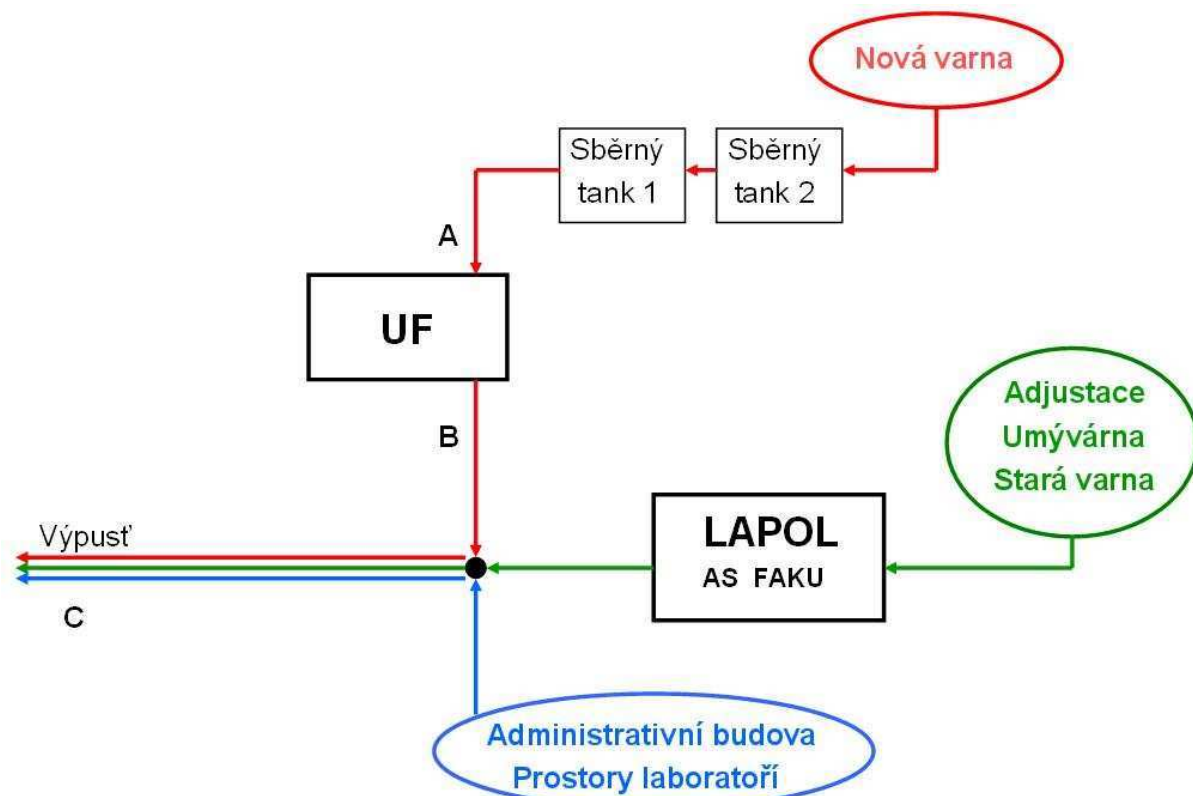 Nová varna
Sběrný
tank 1
Sběrný
tank 2
A
UF
B
Adjustace
Umývárna
Stará varna
LAPOL
AS FAKU
Výpusť
C
Administrativní budova
Prostory laboratoří